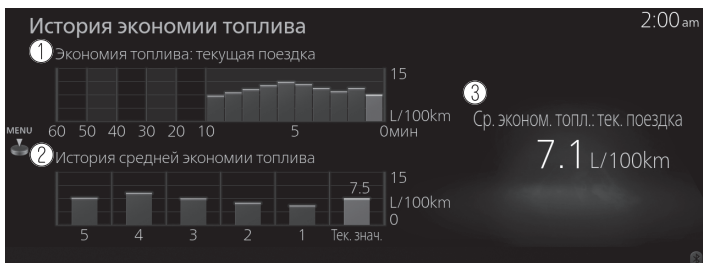 История экономии топлива
2:00 am
1 Экономия топлива: текущая поездка
15
L/100km
60 50 40 30 20 10 5 0мин
MENU
2 История средней экономии топлива
15
7.5
L/100km
0
5 4 3 2 1 Тек. знач.
3
Ср. эконом. топл.: тек. поездка
7.1 L/100km